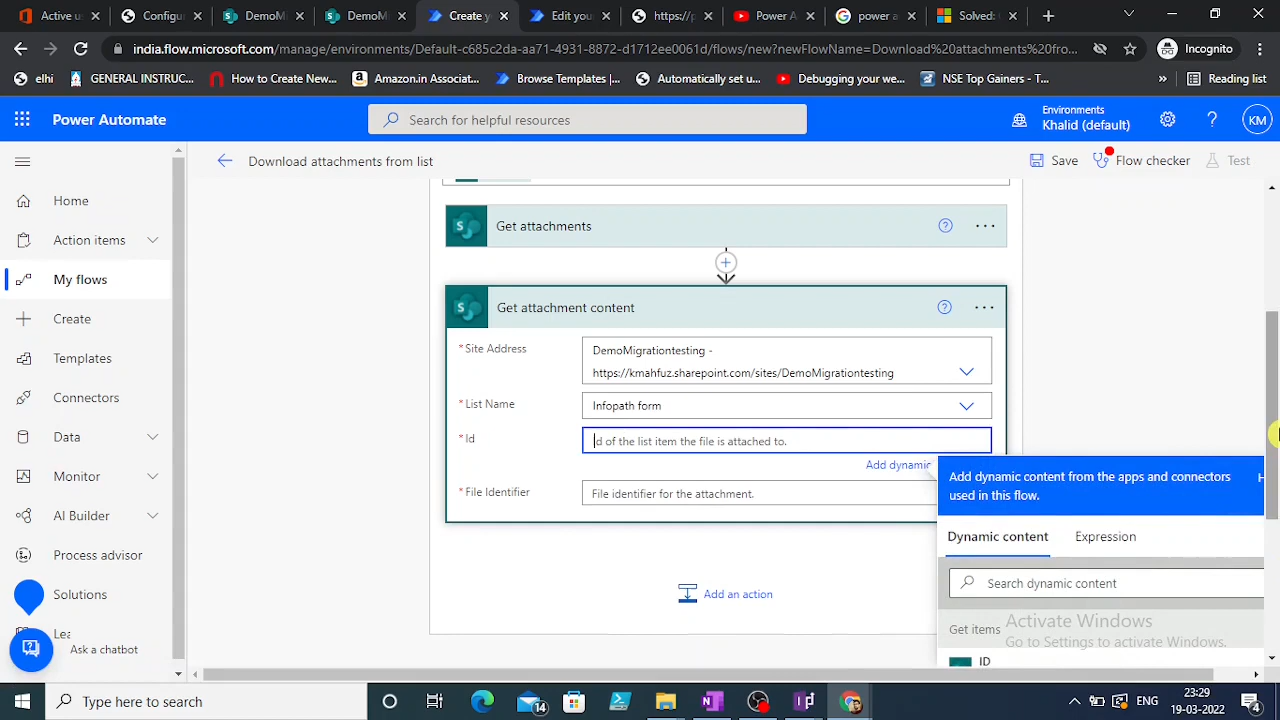 Active us
Configu
DemoMi
DemoMi
Create y
Edit your
https://p
Power A
power a
Solved:
india.flow.microsoft.com/manage/environments/Default-c685c2da-aa71-4931-8872-d1712ee0061d/flows/new?newFlowName=Download%20attachments%20fro...
Incognito
elhi
GENERAL INSTRUC...
How to Create New...
Amazon.in Associat...
Browse Templates |...
Automatically set u...
Debugging your we...
NSE Top Gainers - T...
»
Reading list
Power Automate
Search for helpful resources
Environments
Khalid (default)
KM
Download attachments from list
Save
Flow checker
Test
Home
Action items
My flows
Create
Templates
Connectors
Data
Monitor
AI Builder
Process advisor
Solutions
Lea
Ask a chatbot
Get attachments
Get attachment content
*Site Address
DemoMigrationtesting -
https://kmahfuz.sharepoint.com/sites/DemoMigrationtesting
*List Name
Infopath form
*Id
Id of the list item the file is attached to.
Add dynamic
*File Identifier
File identifier for the attachment.
Add an action
Add dynamic content from the apps and connectors
used in this flow.
H
Dynamic content
Expression
Search dynamic content
Get items
ID
Activate Windows
Go to Settings to activate Windows.
Type here to search
14
ENG
23:29
19-03-2022
4